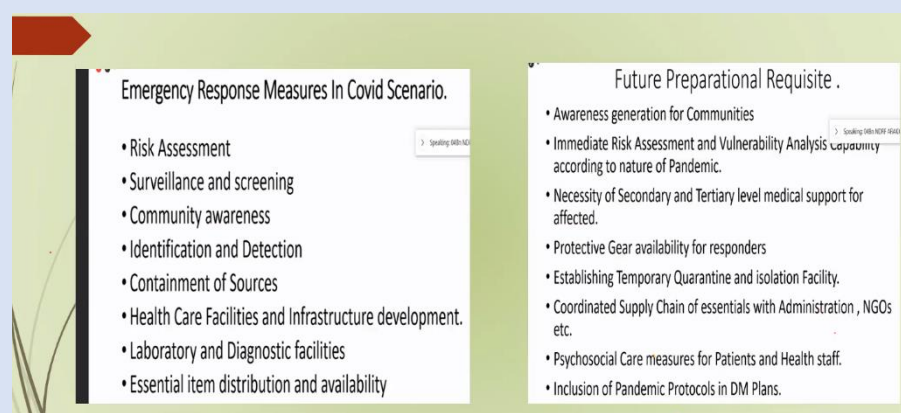 Emergency Response Measures In Covid Scenario.
• Risk Assessment
• Surveillance and screening
• Community awareness
• Identification and Detection
• Containment of Sources
• Health Care Facilities and Infrastructure development.
• Laboratory and Diagnostic facilities
• Essential item distribution and availability
Speaking:
Future Preparational Requisite .
• Awareness generation for Communities
• Immediate Risk Assessment and Vulnerability Analysis Capability
according to nature of Pandemic.
• Necessity of Secondary and Tertiary level medical support for
affected.
• Protective Gear availability for responders
• Establishing Temporary Quarantine and isolation Facility.
• Coordinated Supply Chain of essentials with Administration , NGOs
etc.
• Psychosocial Care measures for Patients and Health staff.
• Inclusion of Pandemic Protocols in DM Plans.
Speaking: